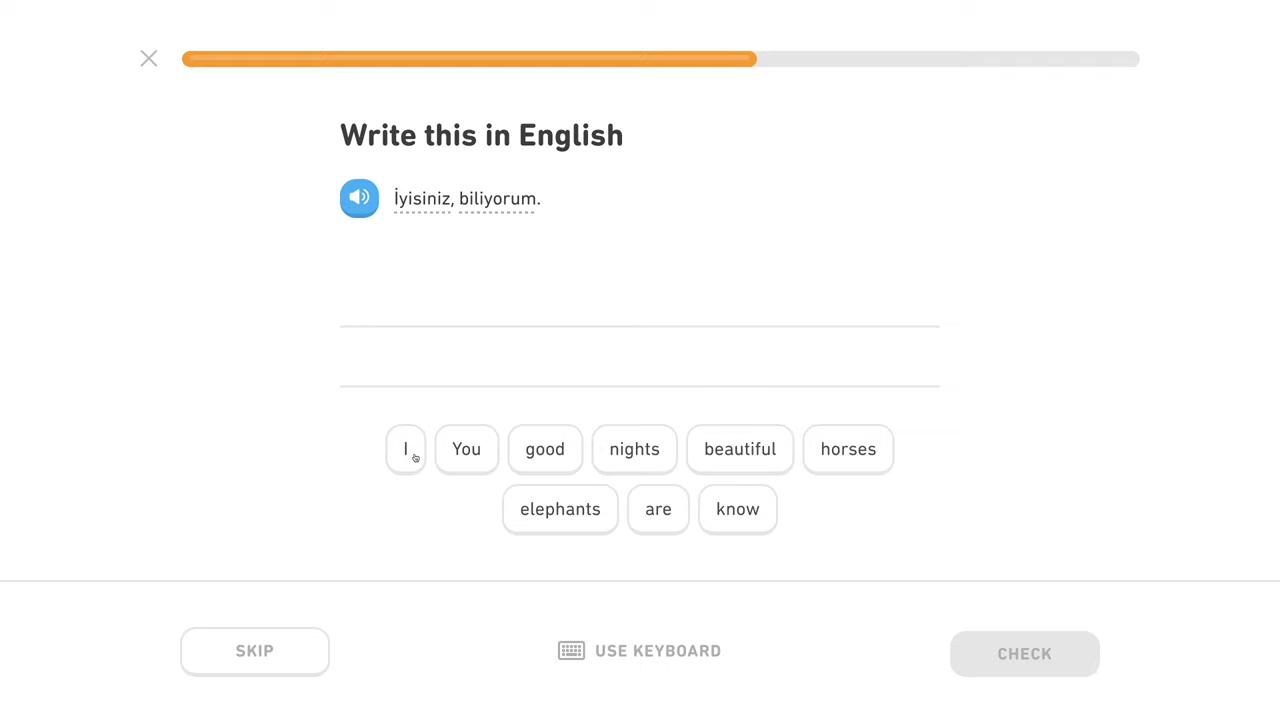 Write this in English
İyisiniz, biliyorum.
I You good nights beautiful horses
elephants are know
SKIP USE KEYBOARD CHECK